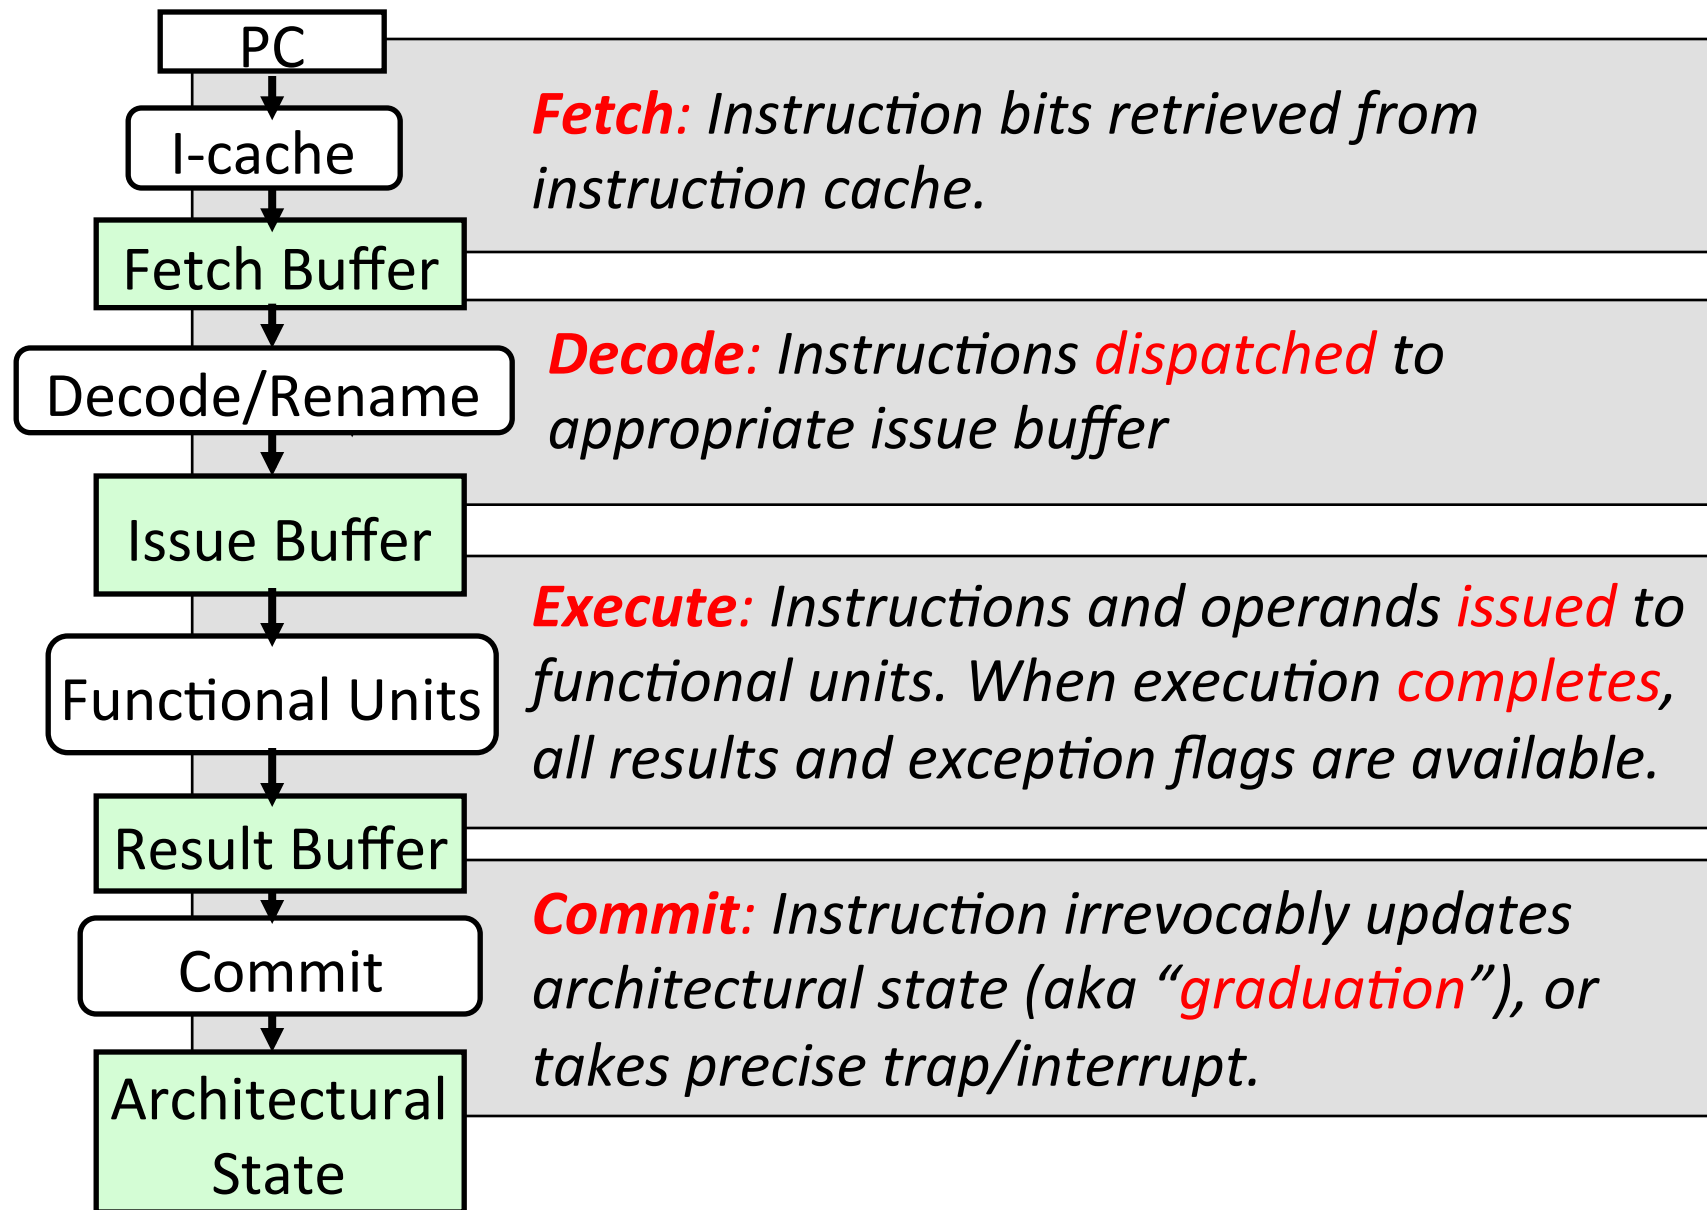 PC
I-cache
Fetch: Instruction bits retrieved from
instruction cache.
Fetch Buffer
Decode/Rename
Decode: Instructions dispatched to
appropriate issue buffer
Issue Buffer
Functional Units
Execute: Instructions and operands issued to
functional units. When execution completes,
all results and exception flags are available.
Result Buffer
Commit
Commit: Instruction irrevocably updates
architectural state (aka “graduation”), or
takes precise trap/interrupt.
Architectural
State